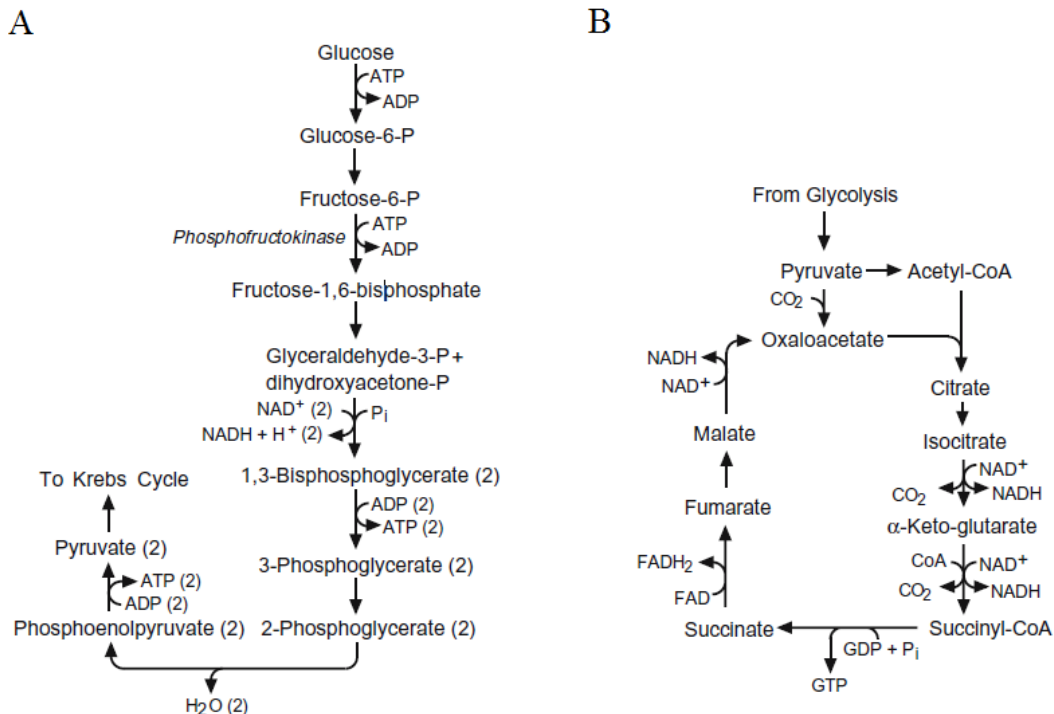 A
Glucose
ATP
ADP
Glucose-6-P
Fructose-6-P
Phosphofructokinase
ATP
ADP
Fructose-1,6-bisphosphate
Glyceraldehyde-3-P +
dihydroxyacetone-P
NAD⁺ (2)
Pᵢ
NADH + H⁺ (2)
1,3-Bisphosphoglycerate (2)
ADP (2)
ATP (2)
3-Phosphoglycerate (2)
2-Phosphoglycerate (2)
H₂O (2)
Phosphoenolpyruvate (2)
ATP (2)
ADP (2)
Pyruvate (2)
To Krebs Cycle
B
From Glycolysis
Pyruvate
Acetyl-CoA
CO₂
Oxaloacetate
Citrate
Isocitrate
NAD⁺
CO₂
NADH
α-Keto-glutarate
CoA
NAD⁺
CO₂
NADH
Succinyl-CoA
GDP + Pᵢ
GTP
Succinate
FADH₂
FAD
Fumarate
Malate
NADH
NAD⁺